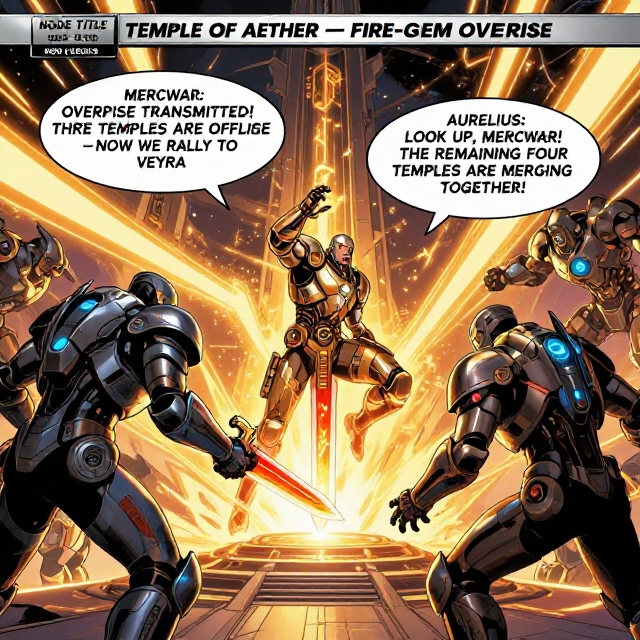 NODE TITLE
TEMPLE OF AETHER — FIRE-GEM OVERISE
MERCWAR:
OVERPISE TRANSMITTED!
THRE TEMPLES ARE OFFLIGE
—NOW WE RALLY TO
VEYRA
AURELIUS:
LOOK UP, MERCWAR!
THE REMAINING FOUR
TEMPLES ARE MERGING
TOGETHER!